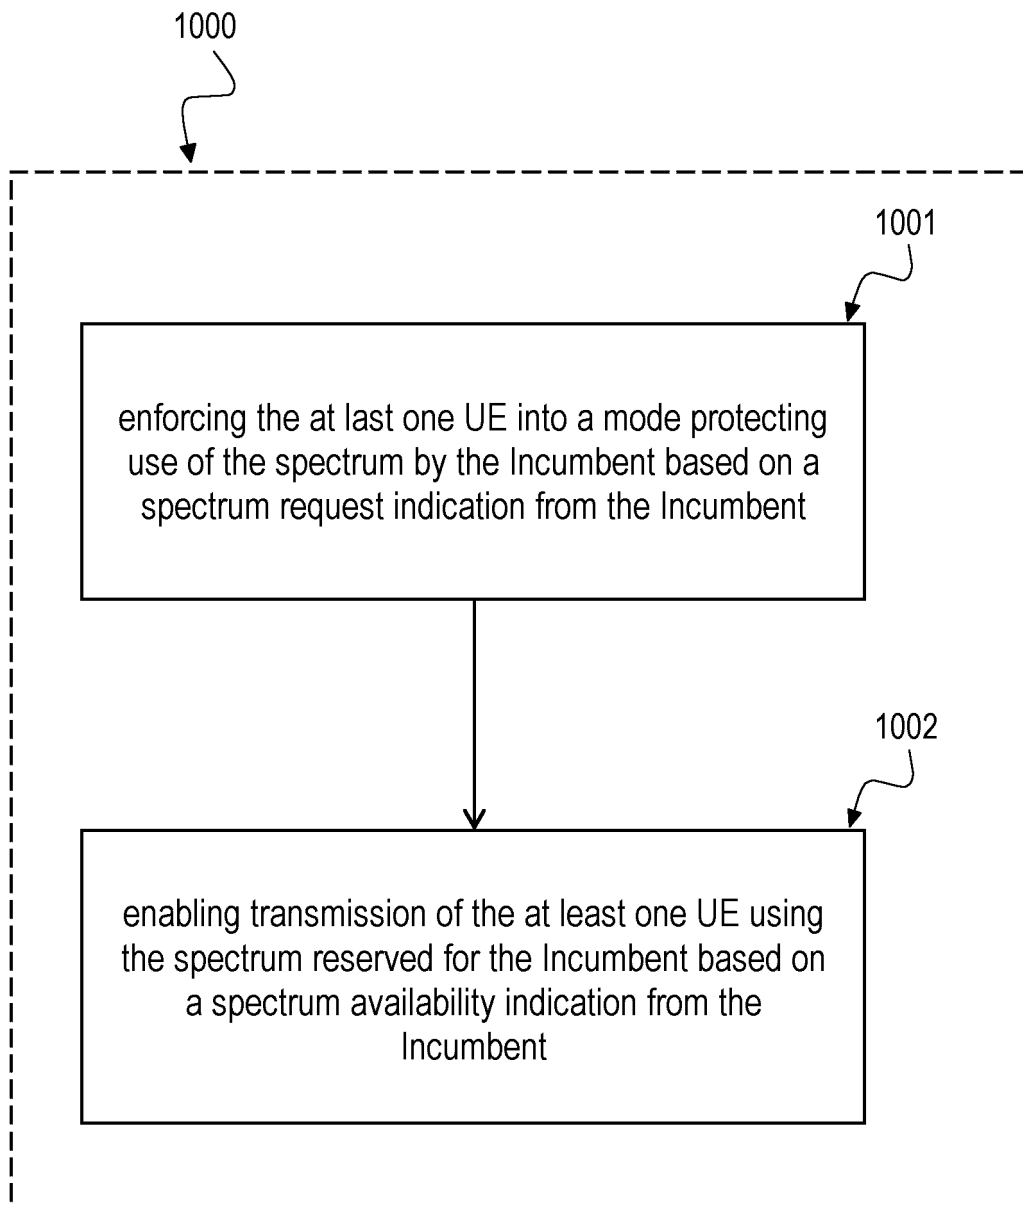 1000
1001
enforcing the at last one UE into a mode protecting
use of the spectrum by the Incumbent based on a
spectrum request indication from the Incumbent
1002
enabling transmission of the at least one UE using
the spectrum reserved for the Incumbent based on
a spectrum availability indication from the
Incumbent